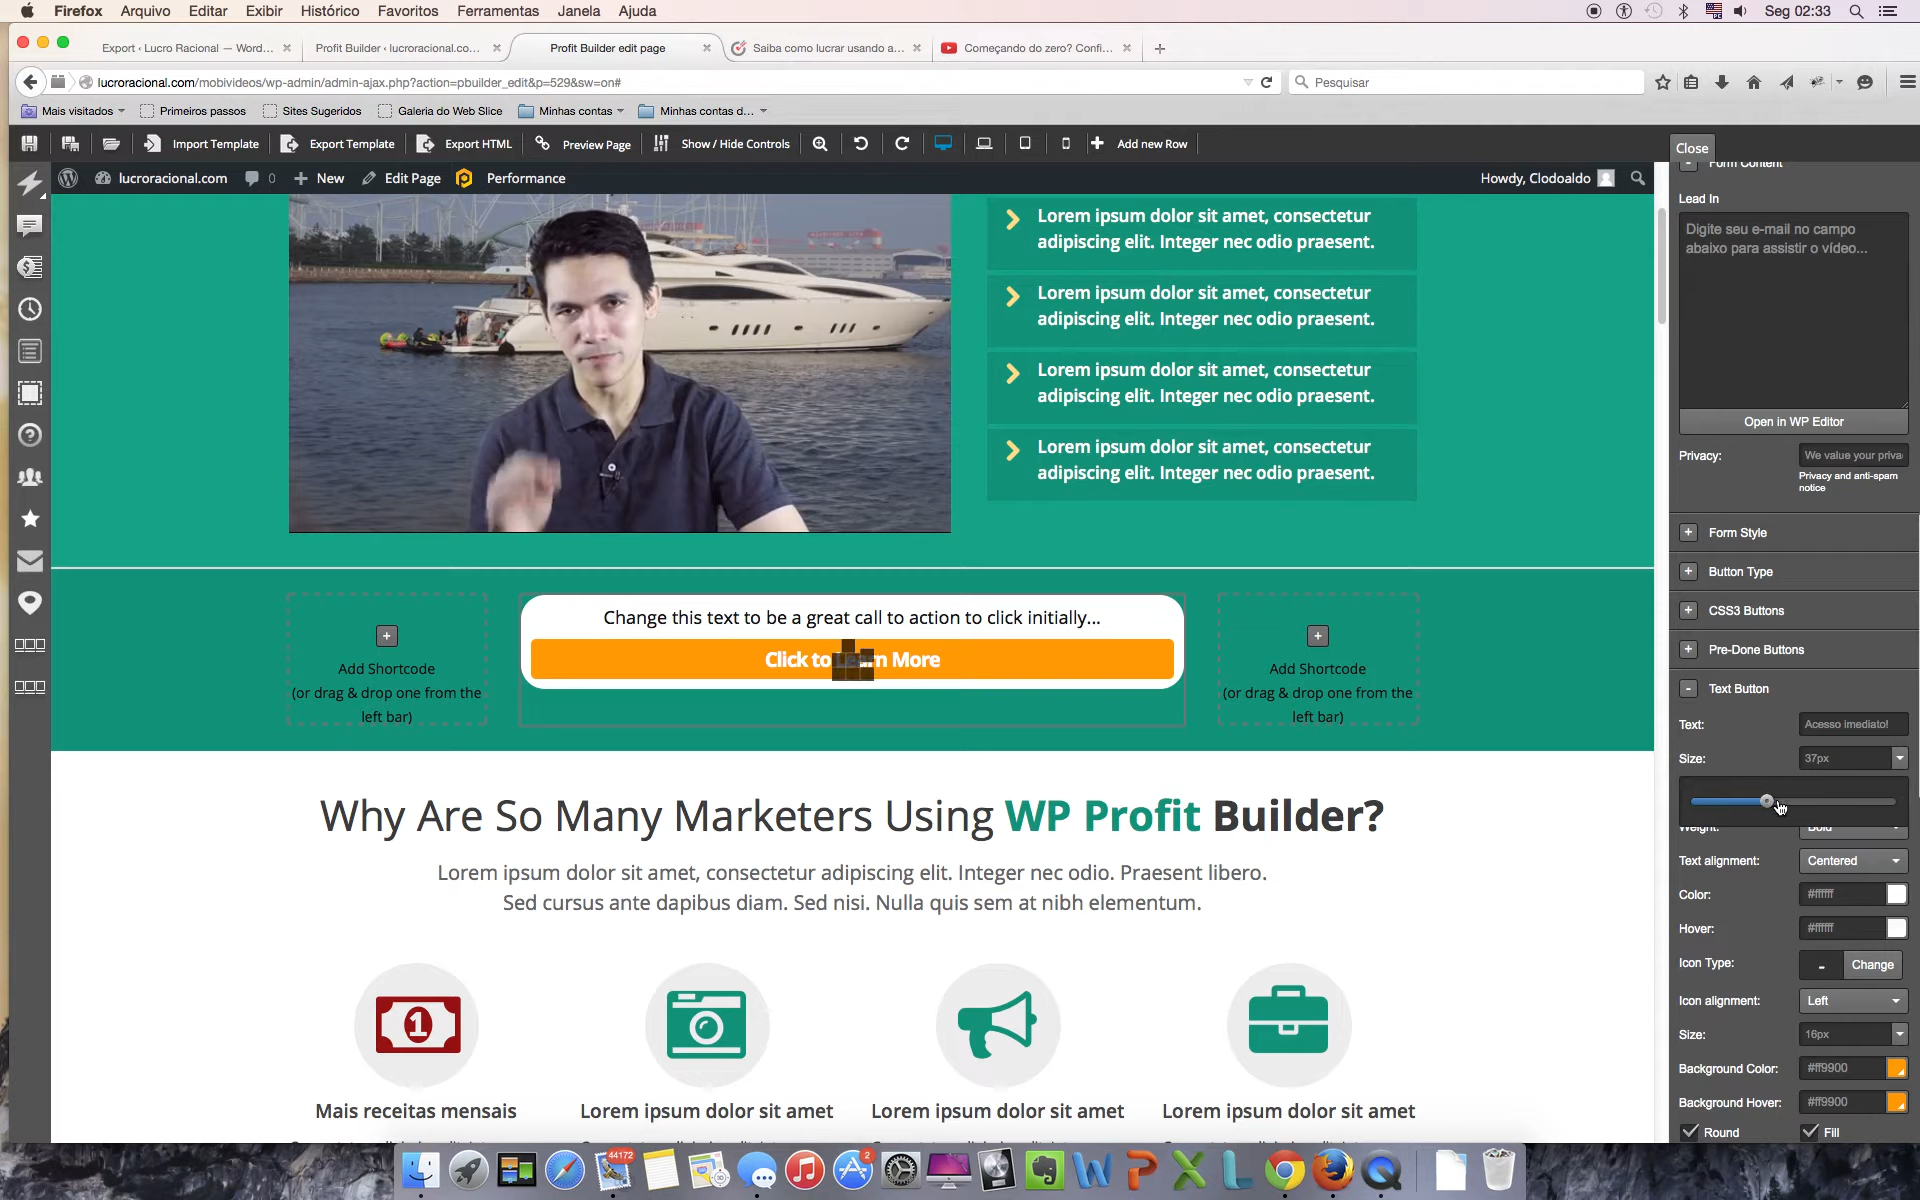 Firefox Arquivo Editar Exibir Histórico Favoritos Ferramentas Janela Ajuda Seg 02:33
Export ‹ Lucro Racional — Word...
Profit Builder ‹ lucroracional.co...
Profit Builder edit page
Saiba como lucrar usando a...
Começando do zero? Confi...
lucroracional.com/mobivideos/wp-admin/admin-ajax.php?action=pbuilder_edit&p=529&sw=on#
Pesquisar
Mais visitados Primeiros passos Sites Sugeridos Galeria do Web Slice Minhas contas Minhas contas d...
Import Template Export Template Export HTML Preview Page Show / Hide Controls Add new Row
Close
lucroracional.com 0 New Edit Page Performance Howdy, Clodoaldo
Form Content
Lead In
Digite seu e-mail no campo
abaixo para assistir o vídeo...
Open in WP Editor
Privacy: We value your priva
Privacy and anti-spam
notice
Form Style
Button Type
CSS3 Buttons
Pre-Done Buttons
Text Button
Text: Acesso imediato!
Size: 37px
Weight: Bold
Text alignment: Centered
Color: #ffffff
Hover: #ffffff
Icon Type: - Change
Icon alignment: Left
Size: 16px
Background Color: #ff9900
Background Hover: #ff9900
Round Fill
Lorem ipsum dolor sit amet, consectetur
adipiscing elit. Integer nec odio praesent.
Lorem ipsum dolor sit amet, consectetur
adipiscing elit. Integer nec odio praesent.
Lorem ipsum dolor sit amet, consectetur
adipiscing elit. Integer nec odio praesent.
Lorem ipsum dolor sit amet, consectetur
adipiscing elit. Integer nec odio praesent.
Add Shortcode
(or drag & drop one from the
left bar)
Change this text to be a great call to action to click initially...
Click to Learn More
Add Shortcode
(or drag & drop one from the
left bar)
Why Are So Many Marketers Using WP Profit Builder?
Lorem ipsum dolor sit amet, consectetur adipiscing elit. Integer nec odio. Praesent libero.
Sed cursus ante dapibus diam. Sed nisi. Nulla quis sem at nibh elementum.
1
Mais receitas mensais
Lorem ipsum dolor sit amet
Lorem ipsum dolor sit amet
Lorem ipsum dolor sit amet
44172
2